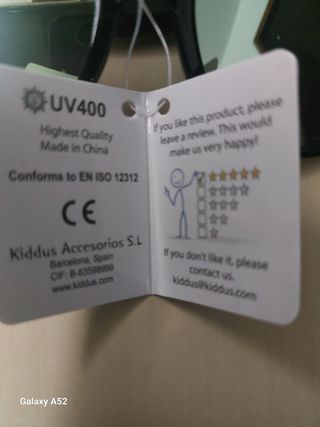 UV400
Highest Quality
Made in China
Conforms to EN ISO 12312
CE
Kiddus Accesorios S.L
Barcelona, Spain
CIF: B-63598999
www.kiddus.com
If you like this product, please
leave a review. This would
make us very happy!
If you don't like it, please
contact us.
kiddus@kiddus.com
Galaxy A52